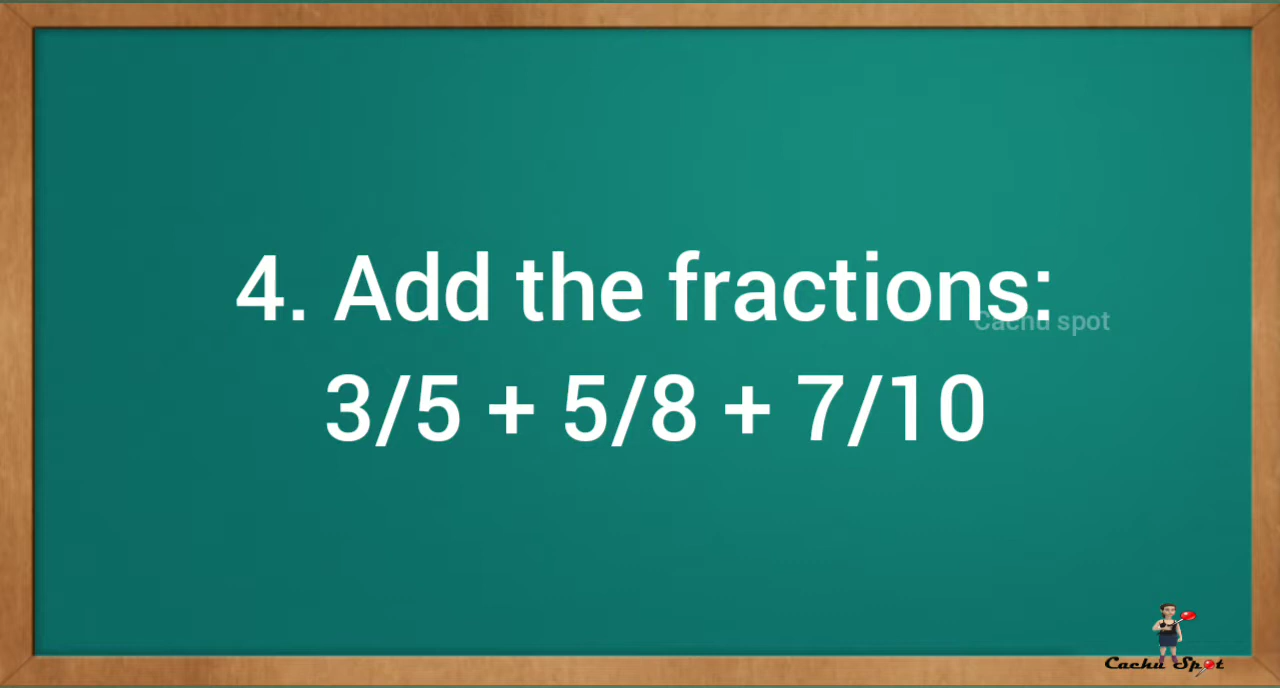 4. Add the fractions:
Cachu spot
3/5 + 5/8 + 7/10
Cachu Spot